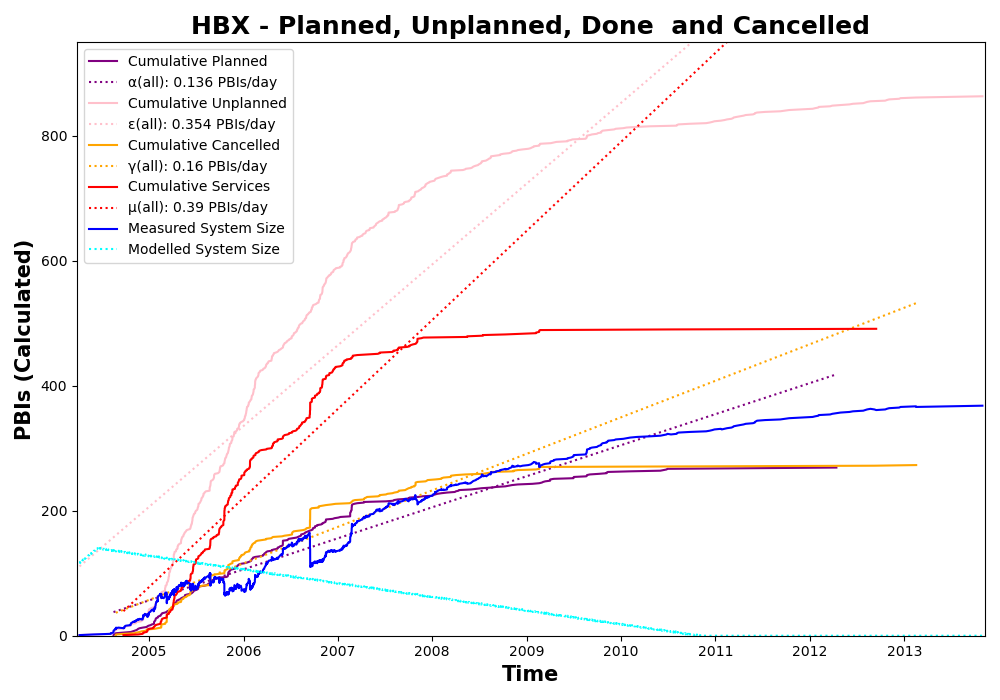 HBX - Planned, Unplanned, Done  and Cancelled
Cumulative Planned
α(all): 0.136 PBIs/day
Cumulative Unplanned
ε(all): 0.354 PBIs/day
Cumulative Cancelled
γ(all): 0.16 PBIs/day
Cumulative Services
μ(all): 0.39 PBIs/day
Measured System Size
Modelled System Size
PBIs (Calculated)
800
600
400
200
0
2005 2006 2007 2008 2009 2010 2011 2012 2013
Time